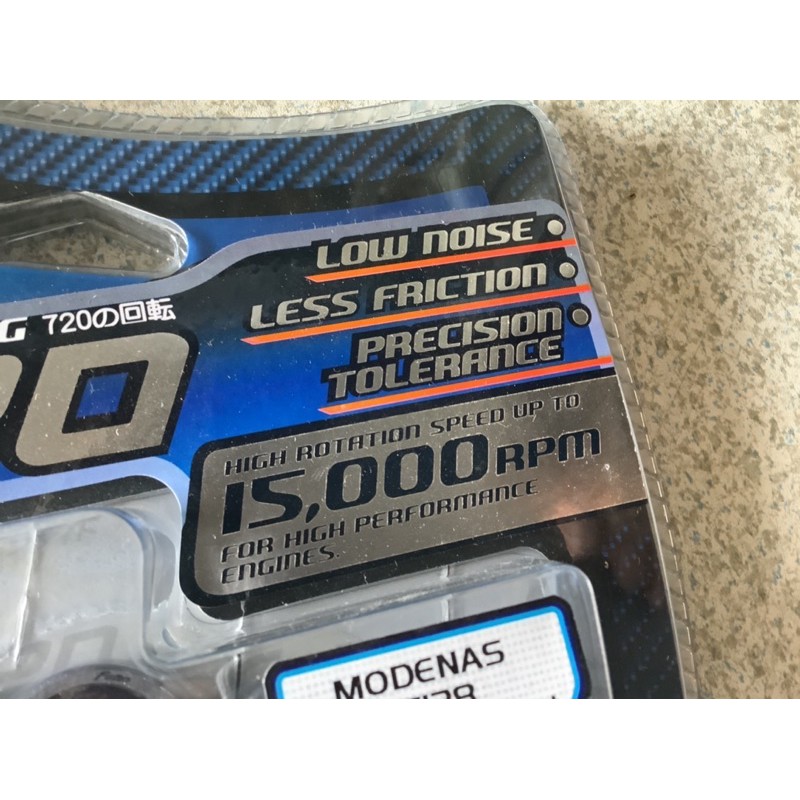 LOW NOISE
LESS FRICTION
G 720の回転
PRECISION
TOLERANCE
HIGH ROTATION SPEED UP TO
15,000RPM
FOR HIGH PERFORMANCE
ENGINES.
MODENAS